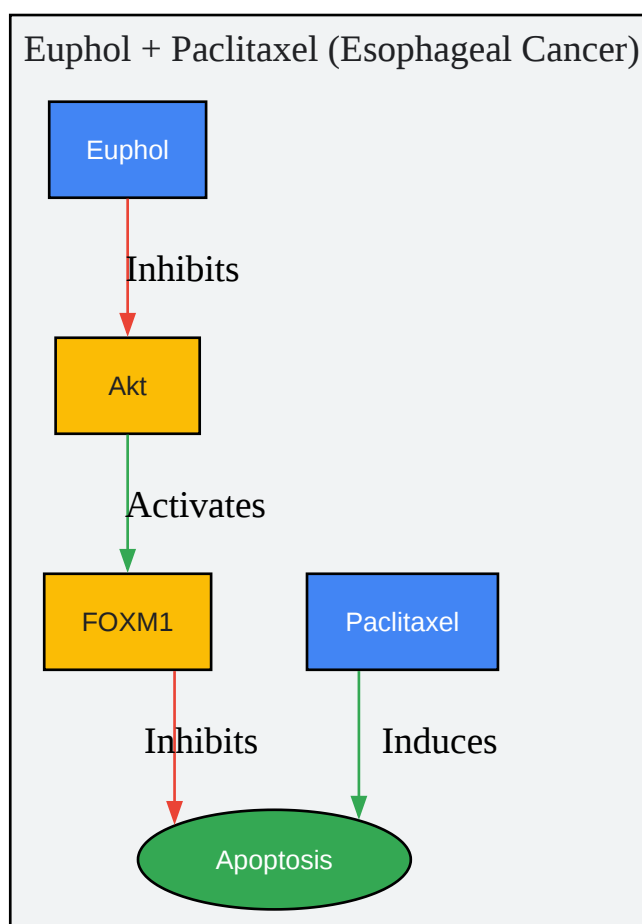 Euphol + Paclitaxel (Esophageal Cancer)
Euphol
Inhibits
Akt
Activates
FOXM1
Paclitaxel
Inhibits
Induces
Apoptosis